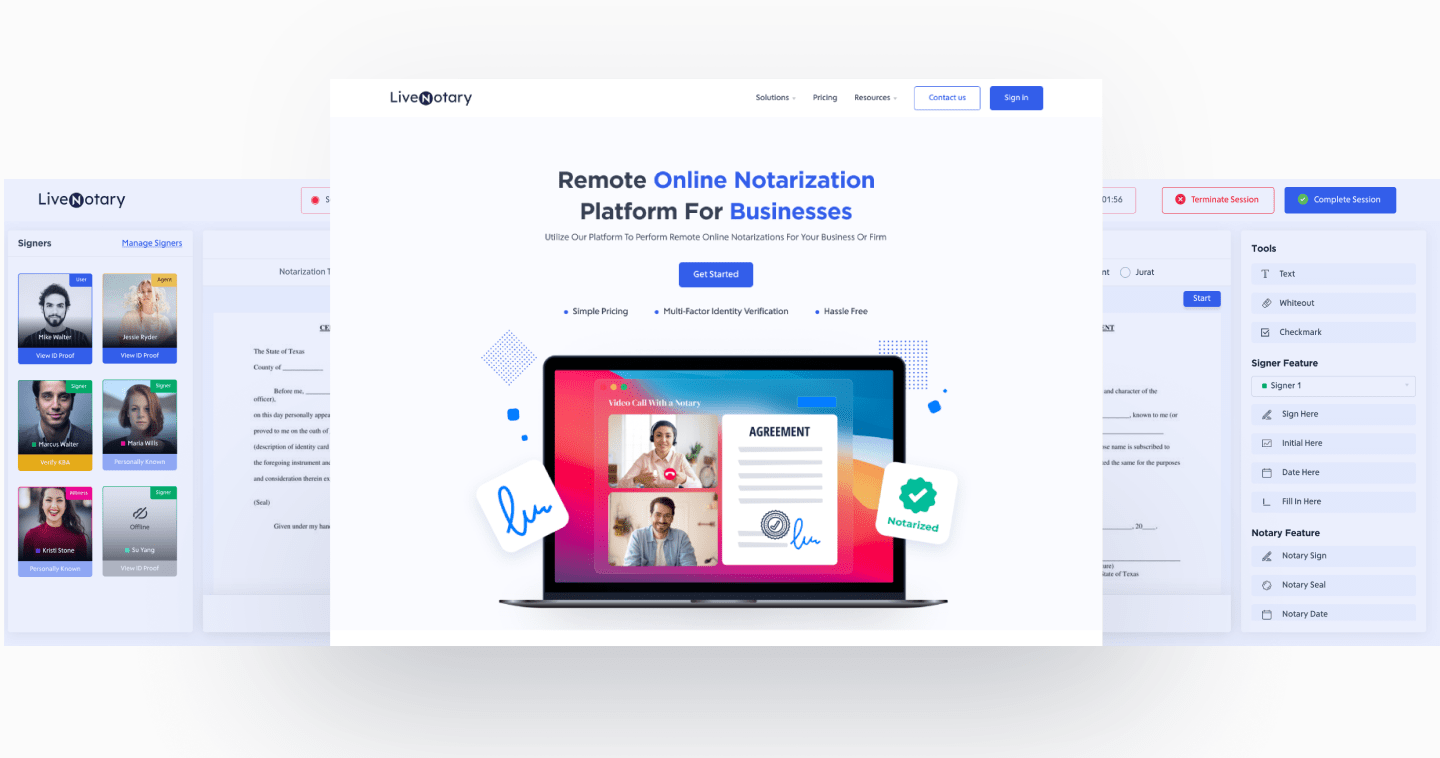 LiveNotary
Solutions
Pricing
Resources
Contact us
Sign In
Remote Online Notarization
Platform For Businesses
Utilize Our Platform To Perform Remote Online Notarizations For Your Business Or Firm
Get Started
Simple Pricing
Multi-Factor Identity Verification
Hassle Free
Video Call With a Notary
AGREEMENT
Notarized
LiveNotary
S
01:56
Terminate Session
Complete Session
Signers
Manage Signers
User
Mike Walter
View ID Proof
Agent
Jessie Ryder
View ID Proof
Signer
Marcus Walter
Verify KBA
Signer
Maria Wills
Personally Known
Witness
Kristi Stone
Personally Known
Signer
Offline
Su Yang
View ID Proof
Notarization T
CE
The State of Texas
County of
Before me,
officer),
on this day personally appea
proved to me on the oath of
(description of identity card
the foregoing instrument and
and consideration therein ex
(Seal)
Given under my hand
nt
Jurat
Start
ENT
and character of the
, known to me (or
se name is subscribed to
ed the same for the purposes
, 20 .
ure)
tate of Texas
Tools
Text
Whiteout
Checkmark
Signer Feature
Signer 1
Sign Here
Initial Here
Date Here
Fill In Here
Notary Feature
Notary Sign
Notary Seal
Notary Date